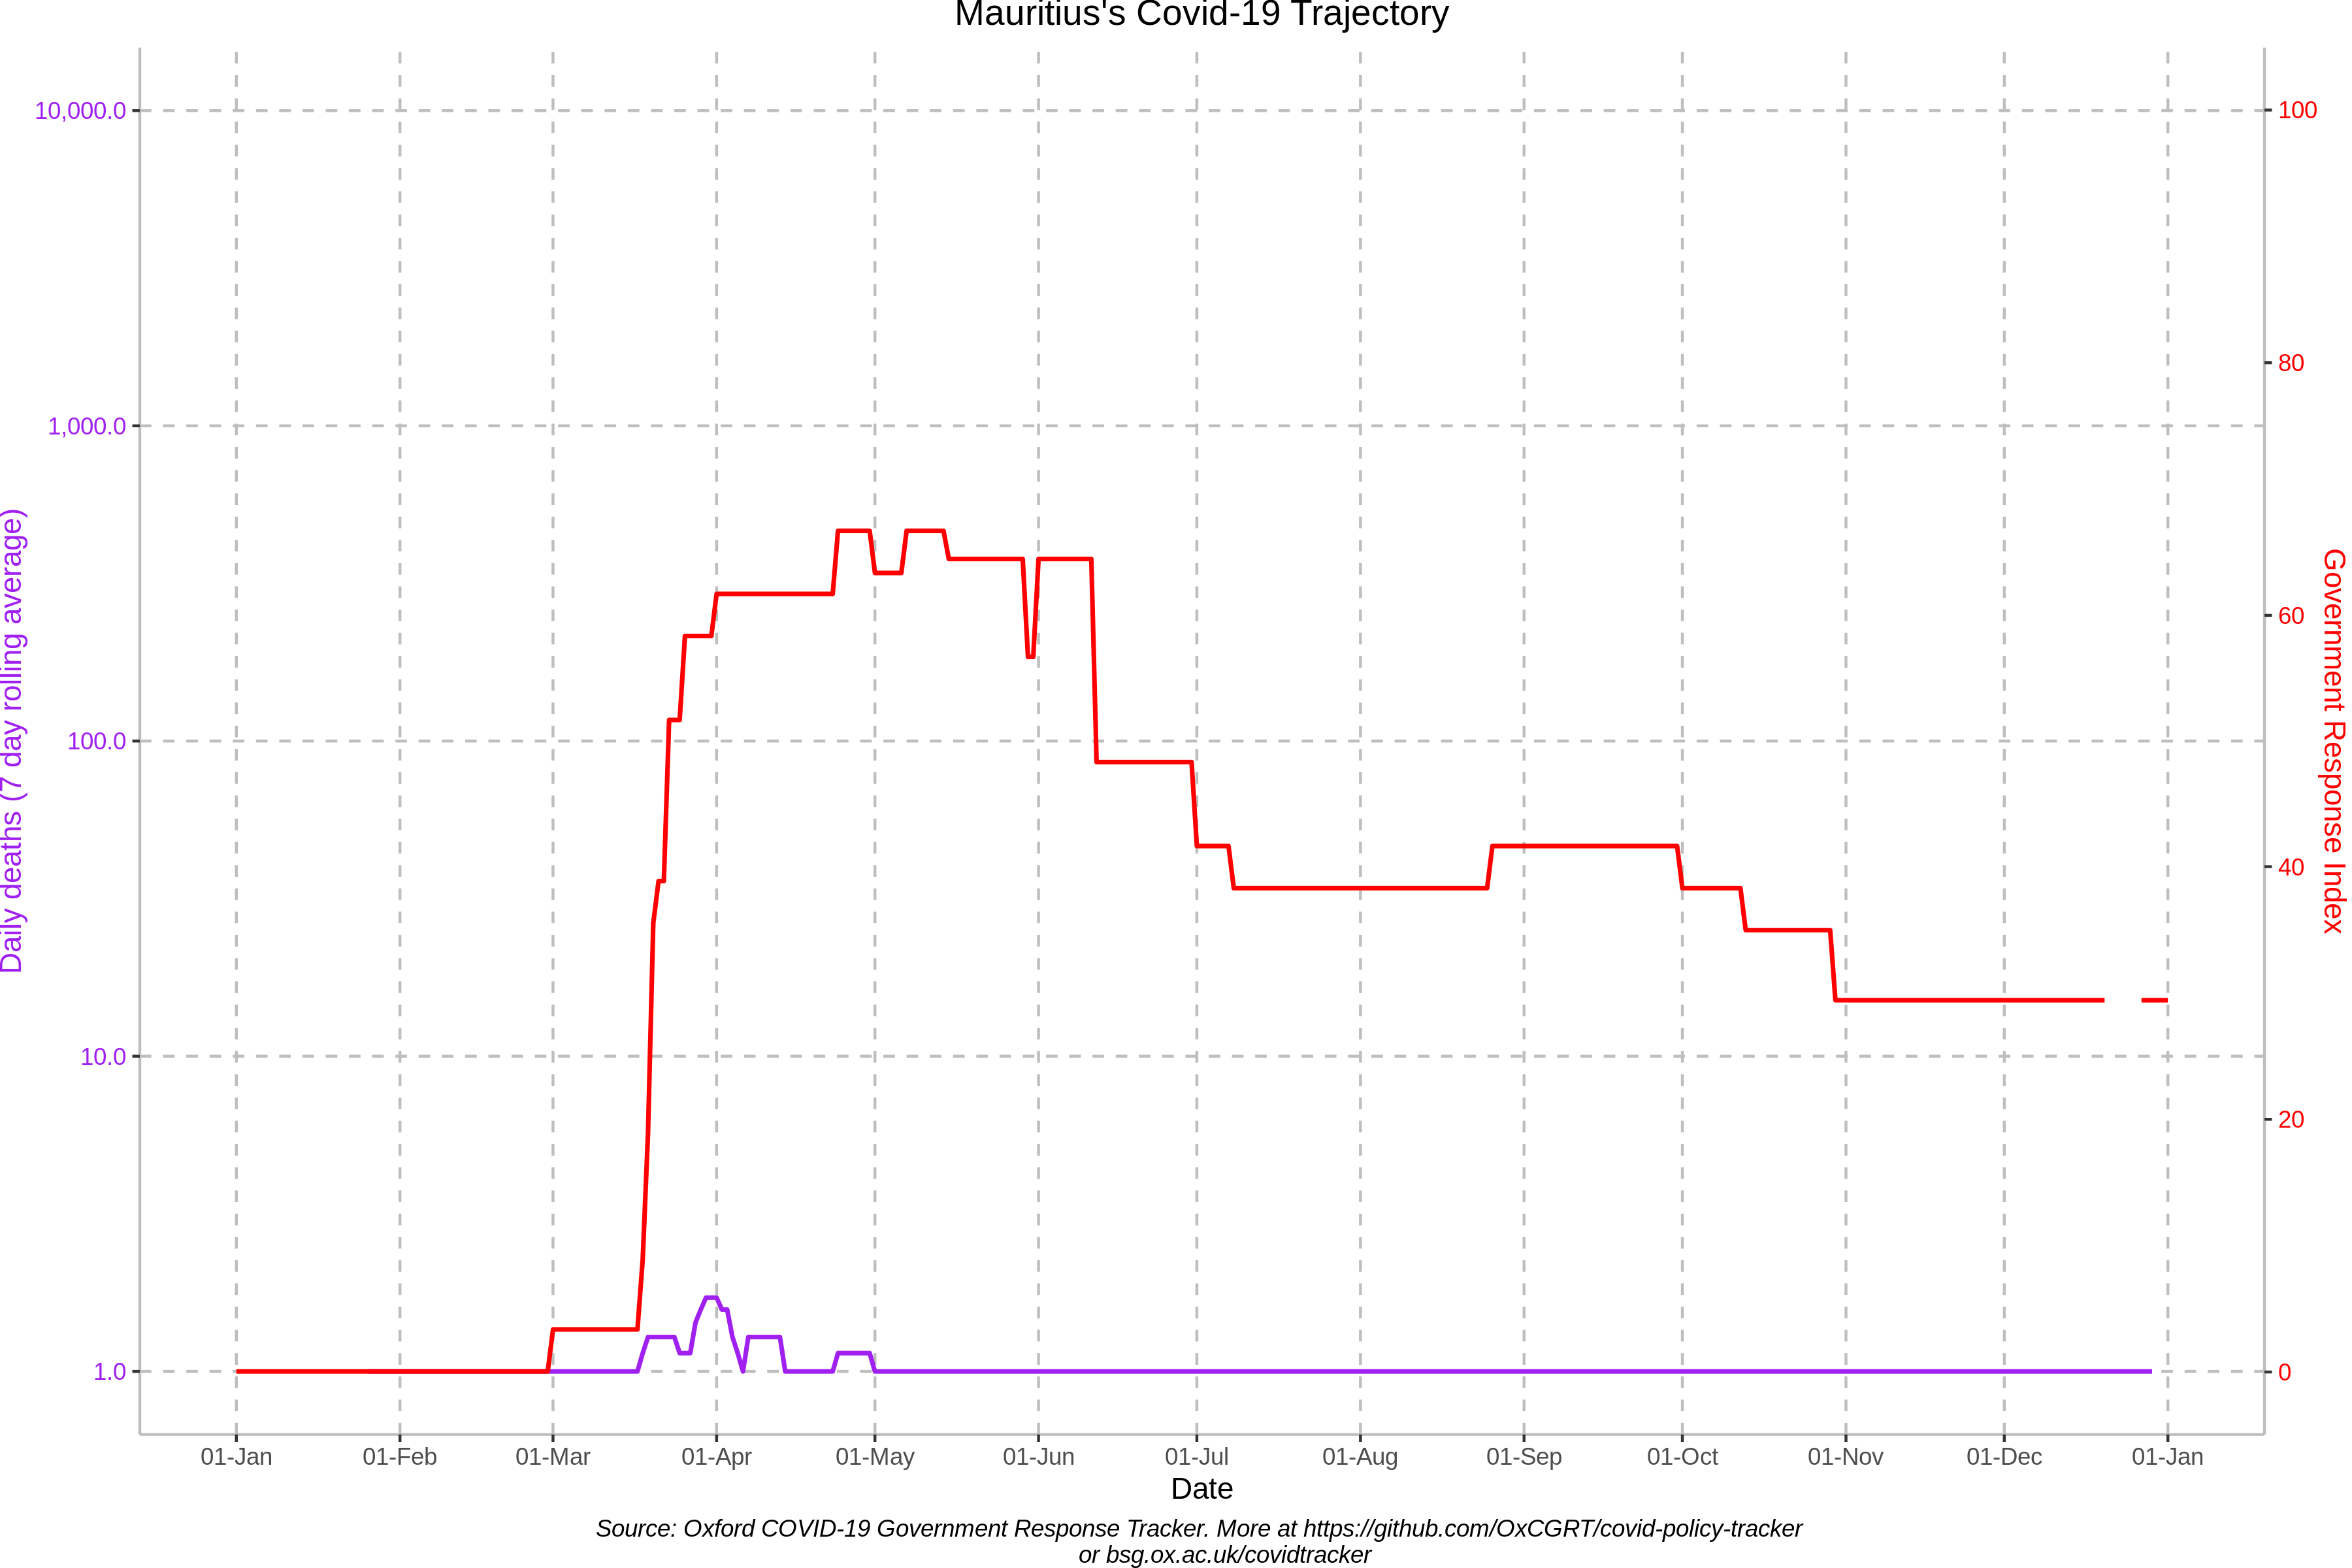 Mauritius's Covid-19 Trajectory
10,000.0
1,000.0
100.0
10.0
1.0
Daily deaths (7 day rolling average)
100
80
60
40
20
0
Government Response Index
01-Jan 01-Feb 01-Mar 01-Apr 01-May 01-Jun 01-Jul 01-Aug 01-Sep 01-Oct 01-Nov 01-Dec 01-Jan
Date
Source: Oxford COVID-19 Government Response Tracker. More at https://github.com/OxCGRT/covid-policy-tracker
or bsg.ox.ac.uk/covidtracker